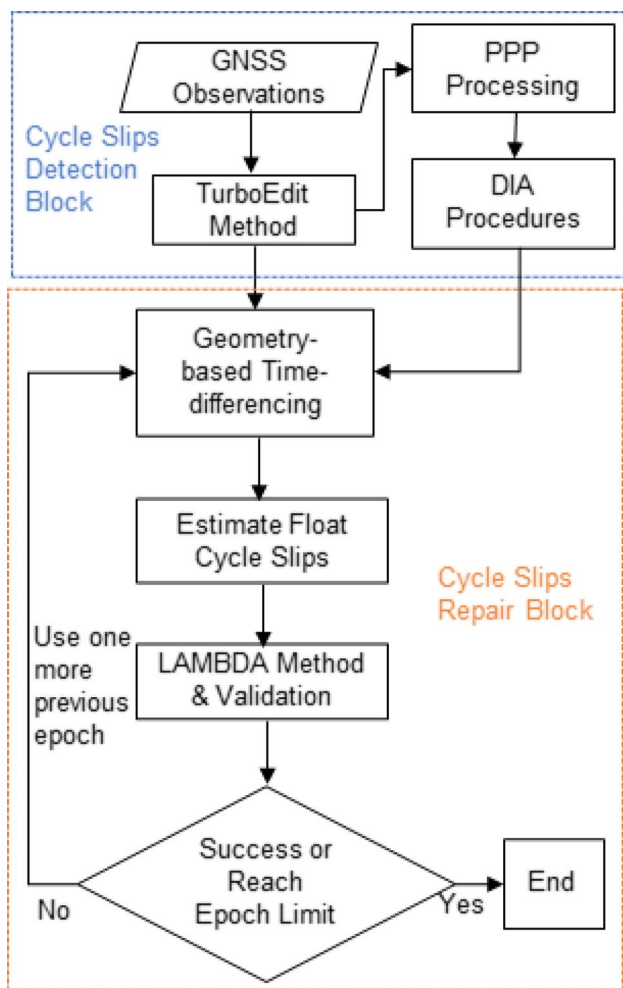 GNSS
Observations
PPP
Processing
Cycle Slips
Detection
Block
TurboEdit
Method
DIA
Procedures
Geometry-
based Time-
differencing
Estimate Float
Cycle Slips
Cycle Slips
Repair Block
Use one
more
previous
epoch
LAMBDA Method
& Validation
Success or
Reach
Epoch Limit
No
Yes
End